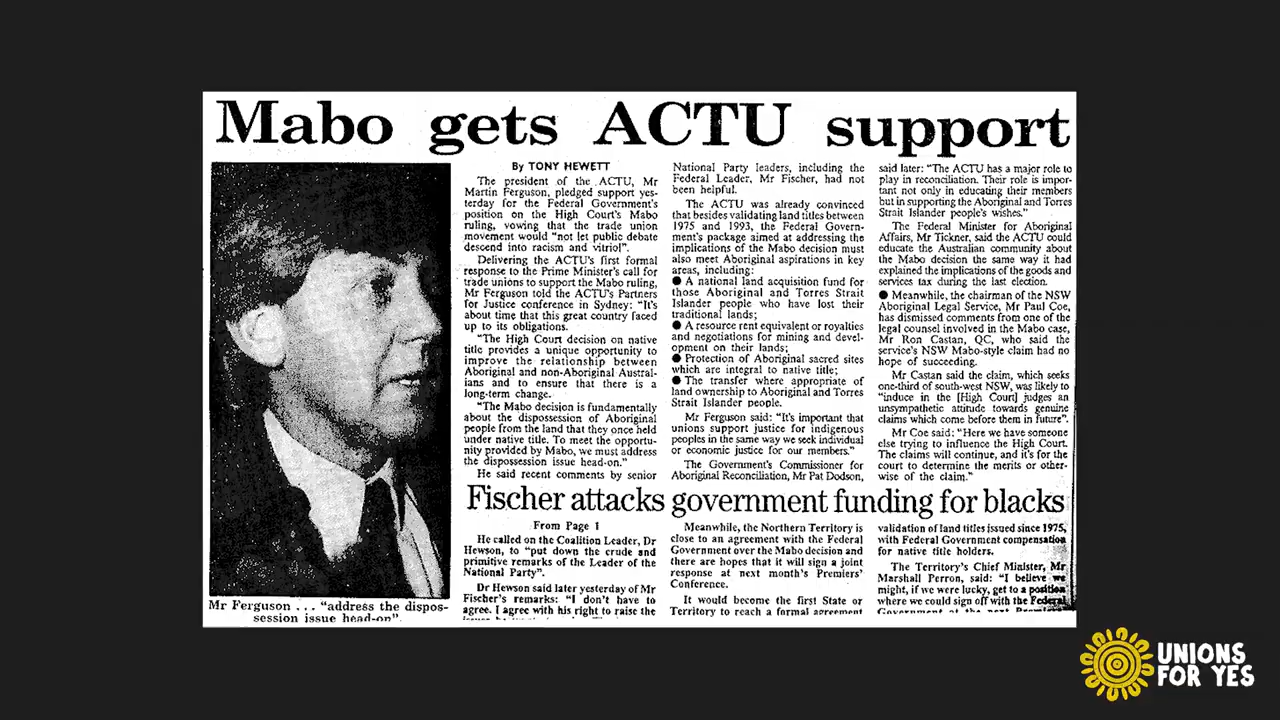 Mabo gets ACTU support
By TONY HEWETT
The president of the ACTU, Mr
Martin Ferguson, pledged support yes-
terday for the Federal Government's
position on the High Court's Mabo
ruling, vowing that the trade union
movement would "not let public debate
descend into racism and vitriol".
Delivering the ACTU's first formal
response to the Prime Minister's call for
trade unions to support the Mabo ruling,
Mr Ferguson told the ACTU's Partners
for Justice conference in Sydney: "It's
about time that this great country faced
up to its obligations.
"The High Court decision on native
title provides a unique opportunity to
improve the relationship between
Aboriginal and non-Aboriginal Austral-
ians and to ensure that there is a
long-term change.
"The Mabo decision is fundamentally
about the dispossession of Aboriginal
people from the land that they once held
under native title. To meet the opportu-
nity provided by Mabo, we must address
the dispossession issue head-on."
He said recent comments by senior
National Party leaders, including the
Federal Leader, Mr Fischer, had not
been helpful.
The ACTU was already convinced
that besides validating land titles between
1975 and 1993, the Federal Govern-
ment's package aimed at addressing the
implications of the Mabo decision must
also meet Aboriginal aspirations in key
areas, including:
● A national land acquisition fund for
those Aboriginal and Torres Strait
Islander people who have lost their
traditional lands;
● A resource rent equivalent or royalties
and negotiations for mining and devel-
opment on their lands;
● Protection of Aboriginal sacred sites
which are integral to native title;
● The transfer where appropriate of
land ownership to Aboriginal and Torres
Strait Islander people.
Mr Ferguson said: "It's important that
unions support justice for indigenous
peoples in the same way we seek individual
or economic justice for our members."
The Government's Commissioner for
Aboriginal Reconciliation, Mr Pat Dodson,
said later: "The ACTU has a major role to
play in reconciliation. Their role is impor-
tant not only in educating their members
but in supporting the Aboriginal and Torres
Strait Islander people's wishes."
The Federal Minister for Aboriginal
Affairs, Mr Tickner, said the ACTU could
educate the Australian community about
the Mabo decision the same way it had
explained the implications of the goods and
services tax during the last election.
● Meanwhile, the chairman of the NSW
Aboriginal Legal Service, Mr Paul Coe,
has dismissed comments from one of the
legal counsel involved in the Mabo case,
Mr Ron Castan, QC, who said the
service's NSW Mabo-style claim had no
hope of succeeding.
Mr Castan said the claim, which seeks
one-third of south-west NSW, was likely to
"induce in the [High Court] judges an
unsympathetic attitude towards genuine
claims which come before them in future".
Mr Coe said: "Here we have someone
else trying to influence the High Court.
The claims will continue, and it's for the
court to determine the merits or other-
wise of the claim."
Mr Ferguson ... "address the dispos-
session issue head-on".
Fischer attacks government funding for blacks
From Page 1
He called on the Coalition Leader, Dr
Hewson, to "put down the crude and
primitive remarks of the Leader of the
National Party".
Dr Hewson said later yesterday of Mr
Fischer's remarks: "I don't have to
agree. I agree with his right to raise the
Meanwhile, the Northern Territory is
close to an agreement with the Federal
Government over the Mabo decision and
there are hopes that it will sign a joint
response at next month's Premiers'
Conference.
It would become the first State or
Territory to reach a formal agreement
validation of land titles issued since 1975,
with Federal Government compensation
for native title holders.
The Territory's Chief Minister, Mr
Marshall Perron, said: "I believe we
might, if we were lucky, get to a position
where we could sign off with the Federal
Government at the next
UNIONS
FOR YES